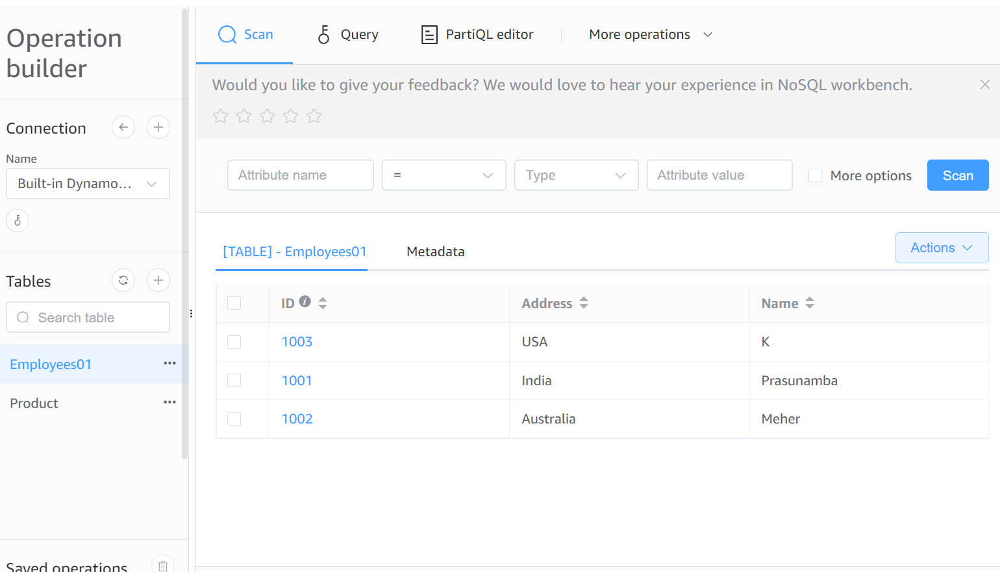 Operation
builder
Connection
Name
Built-in Dynamo...
Tables
Search table
Employees01
Product
Saved operations
Scan
Query
PartiQL editor
More operations
Would you like to give your feedback? We would love to hear your experience in NoSQL workbench.
Attribute name
=
Type
Attribute value
More options
Scan
[TABLE] - Employees01
Metadata
Actions
ID Address Name
1003 USA K
1001 India Prasunamba
1002 Australia Meher